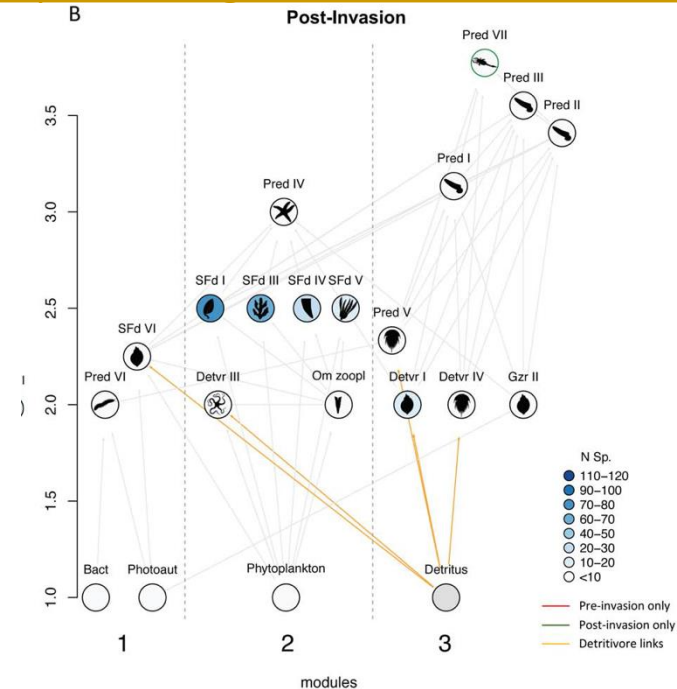 B
Post-Invasion
Pred VII
Pred III
Pred II
3.5
Pred I
Pred IV
3.0
SFd I SFd III SFd IV SFd V
2.5
Pred V
SFd VI
Pred VI
Detvr III
Om zoopl
Detvr I
Detvr IV
Gzr II
2.0
N Sp.
110–120
90–100
70–80
60–70
40–50
20–30
10–20
<10
1.5
Bact
Photoaut
Phytoplankton
Detritus
1.0
Pre-invasion only
Post-invasion only
Detritivore links
1
2
3
modules